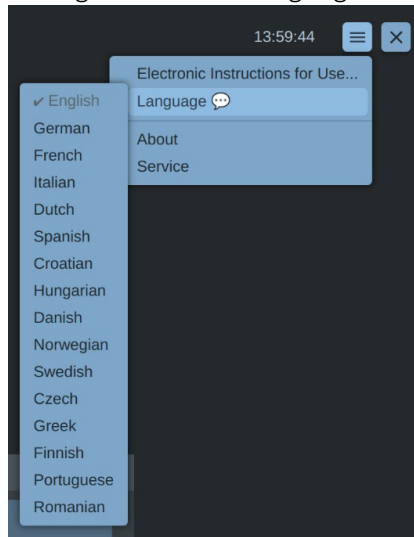 13:59:44
Electronic Instructions for Use...
Language 💬
About
Service
✔ English
German
French
Italian
Dutch
Spanish
Croatian
Hungarian
Danish
Norwegian
Swedish
Czech
Greek
Finnish
Portuguese
Romanian